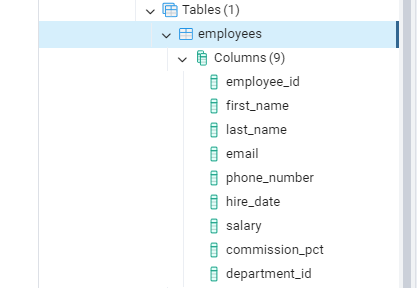 Tables (1)
employees
Columns (9)
employee_id
first_name
last_name
email
phone_number
hire_date
salary
commission_pct
department_id